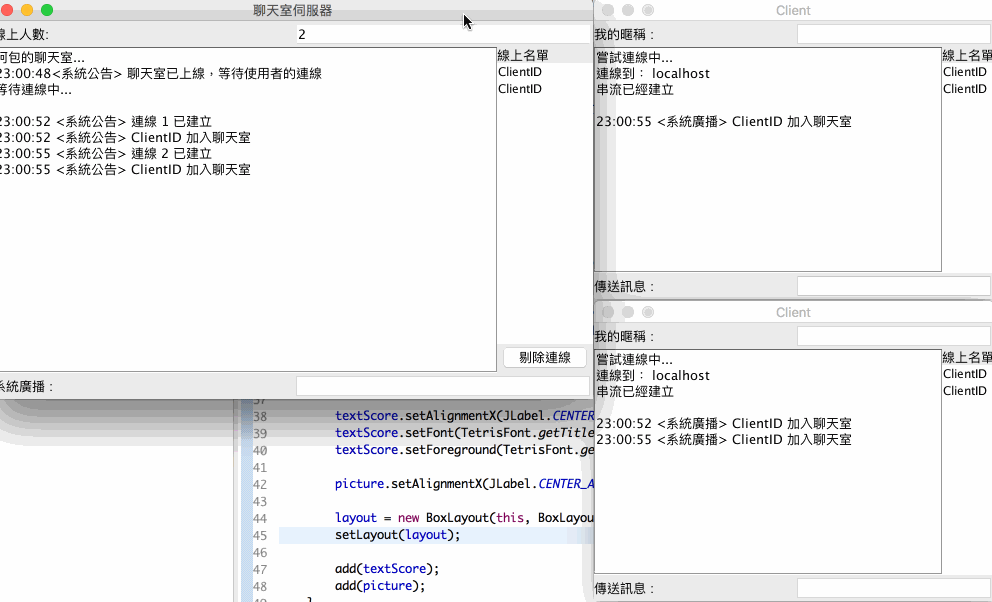 聊天室伺服器
線上人數:
2
阿包的聊天室...
23:00:48<系統公告> 聊天室已上線，等待使用者的連線
等待連線中...
23:00:52 <系統公告> 連線 1 已建立
23:00:52 <系統公告> ClientID 加入聊天室
23:00:55 <系統公告> 連線 2 已建立
23:00:55 <系統公告> ClientID 加入聊天室
線上名單
ClientID
ClientID
剔除連線
系統廣播：
Client
我的暱稱：
嘗試連線中...
連線到： localhost
串流已經建立
23:00:55 <系統廣播> ClientID 加入聊天室
線上名單
ClientID
ClientID
傳送訊息：
Client
我的暱稱：
嘗試連線中...
連線到： localhost
串流已經建立
23:00:52 <系統廣播> ClientID 加入聊天室
23:00:55 <系統廣播> ClientID 加入聊天室
線上名單
ClientID
ClientID
傳送訊息：
37
38 textScore.setAlignmentX(JLabel.CENTER
39 textScore.setFont(TetrisFont.getTitle
40 textScore.setForeground(TetrisFont.ge
41
42 picture.setAlignmentX(JLabel.CENTER_A
43
44 layout = new BoxLayout(this, BoxLayou
45 setLayout(layout);
46
47 add(textScore);
48 add(picture);
49 }